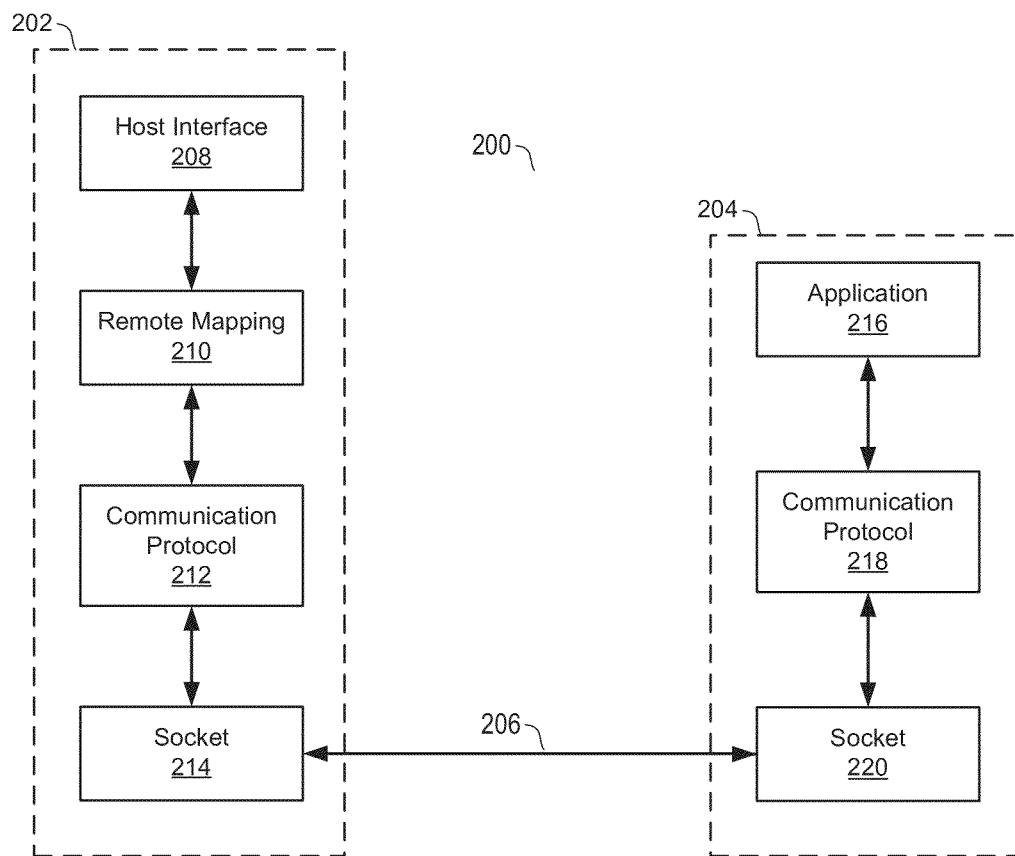 202
Host Interface
208
200
204
Application
216
Remote Mapping
210
Communication
Protocol
212
Communication
Protocol
218
206
Socket
214
Socket
220